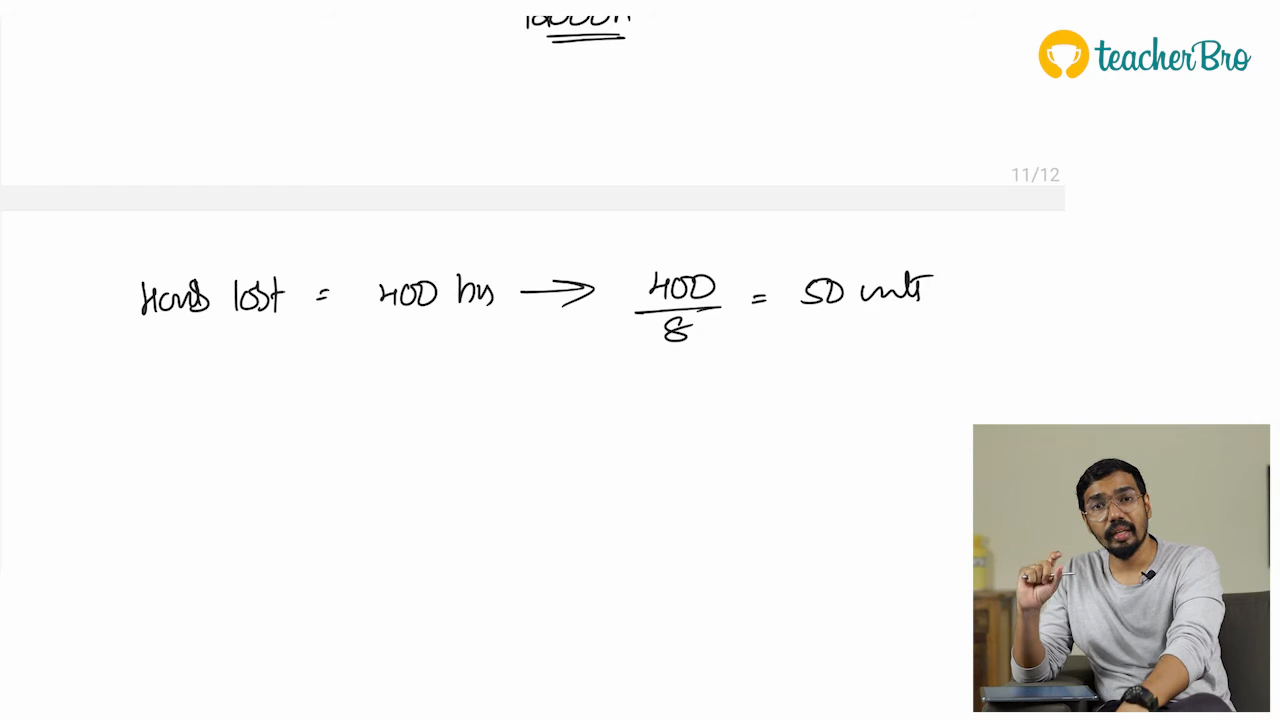 teacherBro
11/12
Hours lost = 400 hrs → 400/8 = 50 units